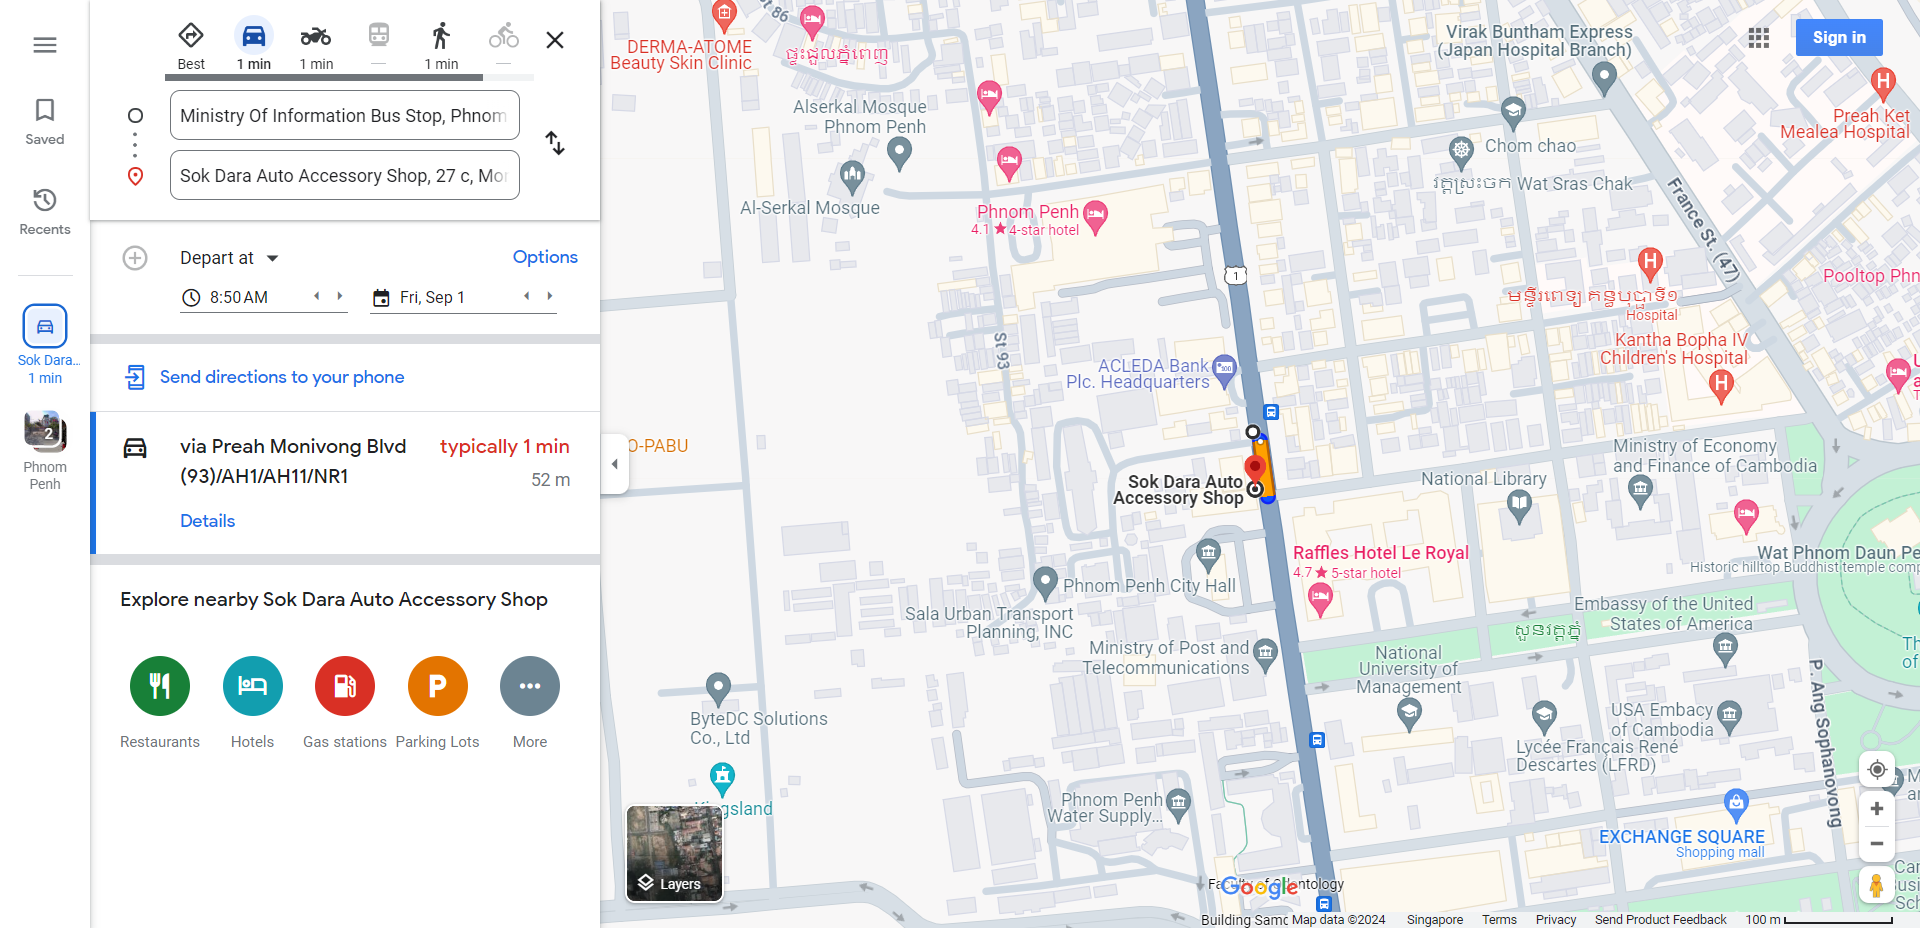 Saved
Recents
Sok Dara...
1 min
2
Phnom
Penh
Best
1 min
1 min
—
1 min
—
Ministry Of Information Bus Stop, Phnom
Sok Dara Auto Accessory Shop, 27 c, Mon
Depart at
Options
8:50 AM
Fri, Sep 1
Send directions to your phone
via Preah Monivong Blvd
(93)/AH1/AH11/NR1
typically 1 min
52 m
Details
Explore nearby Sok Dara Auto Accessory Shop
Restaurants
Hotels
Gas stations
P
Parking Lots
More
Sign in
St 86
DERMA-ATOME
Beauty Skin Clinic
ផ្ទះជួលភ្នំពេញ
Alserkal Mosque
Phnom Penh
Al-Serkal Mosque
Phnom Penh
4.1 ★ 4-star hotel
Virak Buntham Express
(Japan Hospital Branch)
H
Preah Ket
Mealea Hospital
Chom chao
វត្តស្រះចក Wat Sras Chak
France St. (47)
1
H
មន្ទីរពេទ្យ គន្ធបុប្ផាទី១
Hospital
Pooltop Phn
Kantha Bopha IV
Children's Hospital
H
St 93
ACLEDA Bank
Plc. Headquarters
O-PABU
Sok Dara Auto
Accessory Shop
Ministry of Economy
and Finance of Cambodia
National Library
Raffles Hotel Le Royal
4.7 ★ 5-star hotel
Wat Phnom Daun Pe
Historic hilltop Buddhist temple comp
Phnom Penh City Hall
Sala Urban Transport
Planning, INC
Embassy of the United
States of America
សួនវត្តភ្នំ
Ministry of Post and
Telecommunications
National
University of
Management
Th
of
P. Ang Sophanovong
ByteDC Solutions
Co., Ltd
USA Embacy
of Cambodia
Lycée Français René
Descartes (LFRD)
Kingsland
Phnom Penh
Water Supply...
EXCHANGE SQUARE
Shopping mall
Layers
Google
Building Samc
Map data ©2024
Singapore
Terms
Privacy
Send Product Feedback
100 m